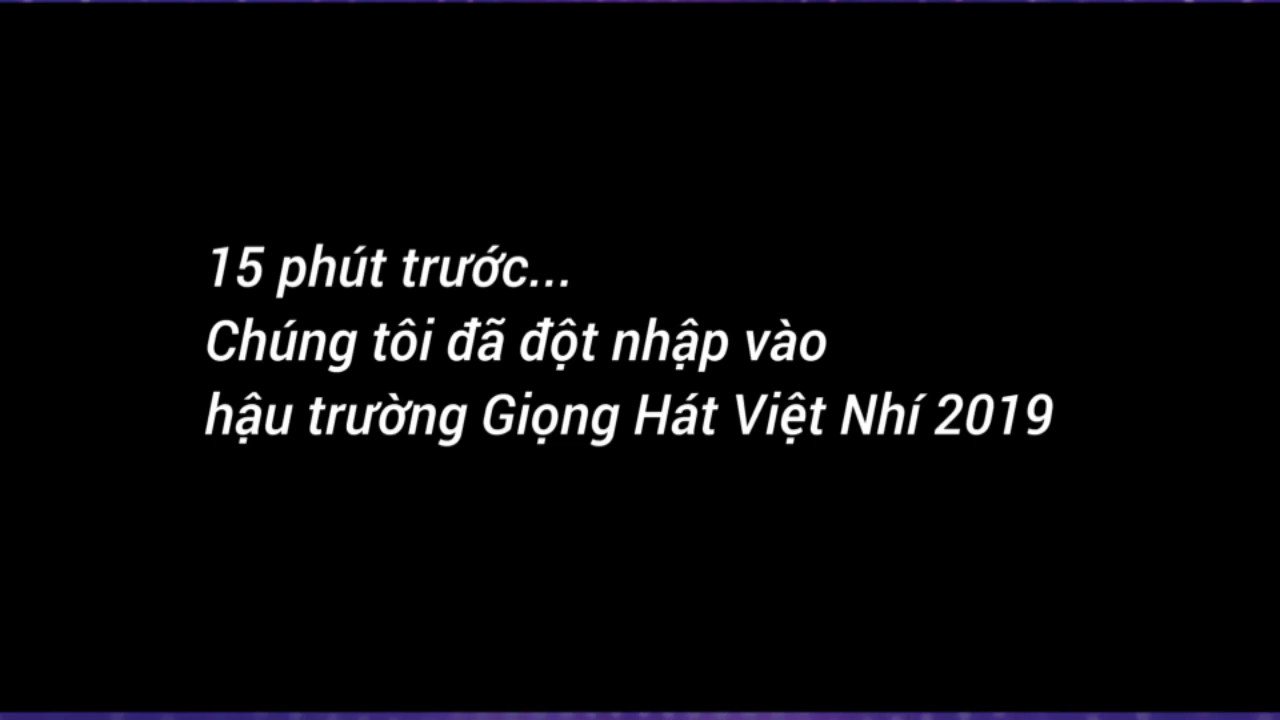 15 phút trước...
Chúng tôi đã đột nhập vào
hậu trường Giọng Hát Việt Nhí 2019